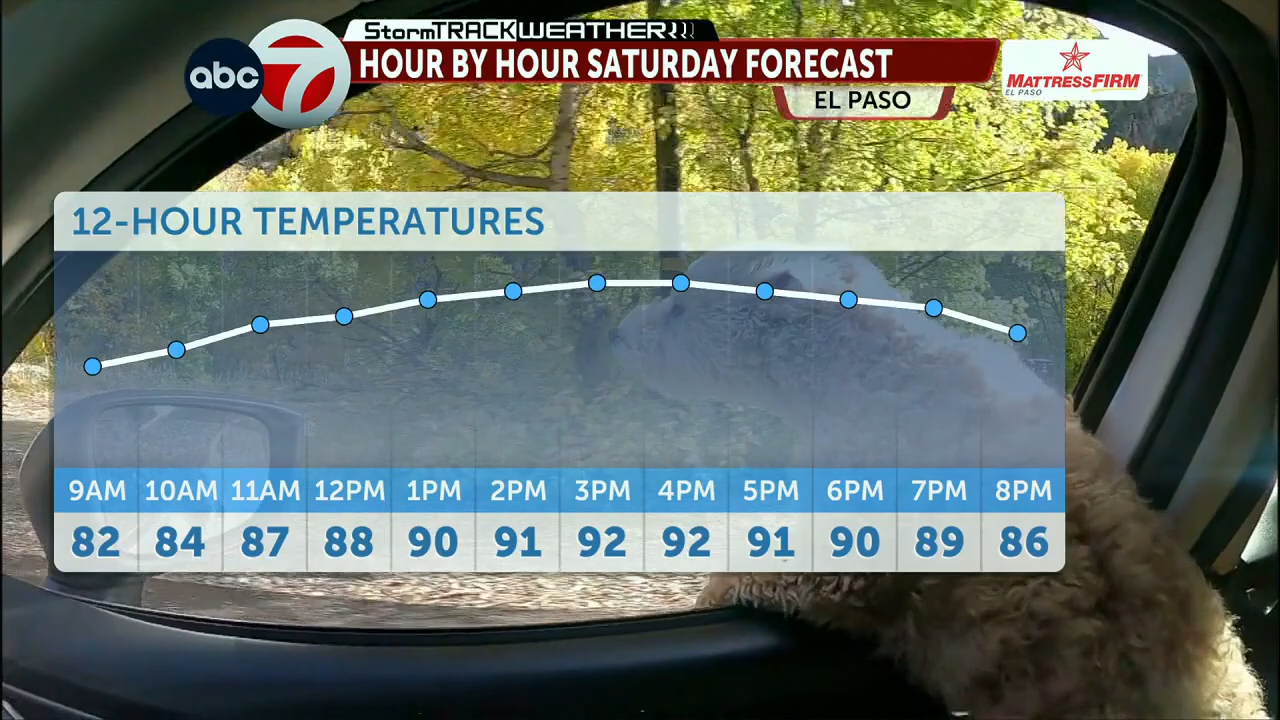 StormTRACKWEATHER
abc 7
HOUR BY HOUR SATURDAY FORECAST
EL PASO
MATTRESSFIRM
EL PASO
12-HOUR TEMPERATURES
9AM 10AM 11AM 12PM 1PM 2PM 3PM 4PM 5PM 6PM 7PM 8PM
82 84 87 88 90 91 92 92 91 90 89 86